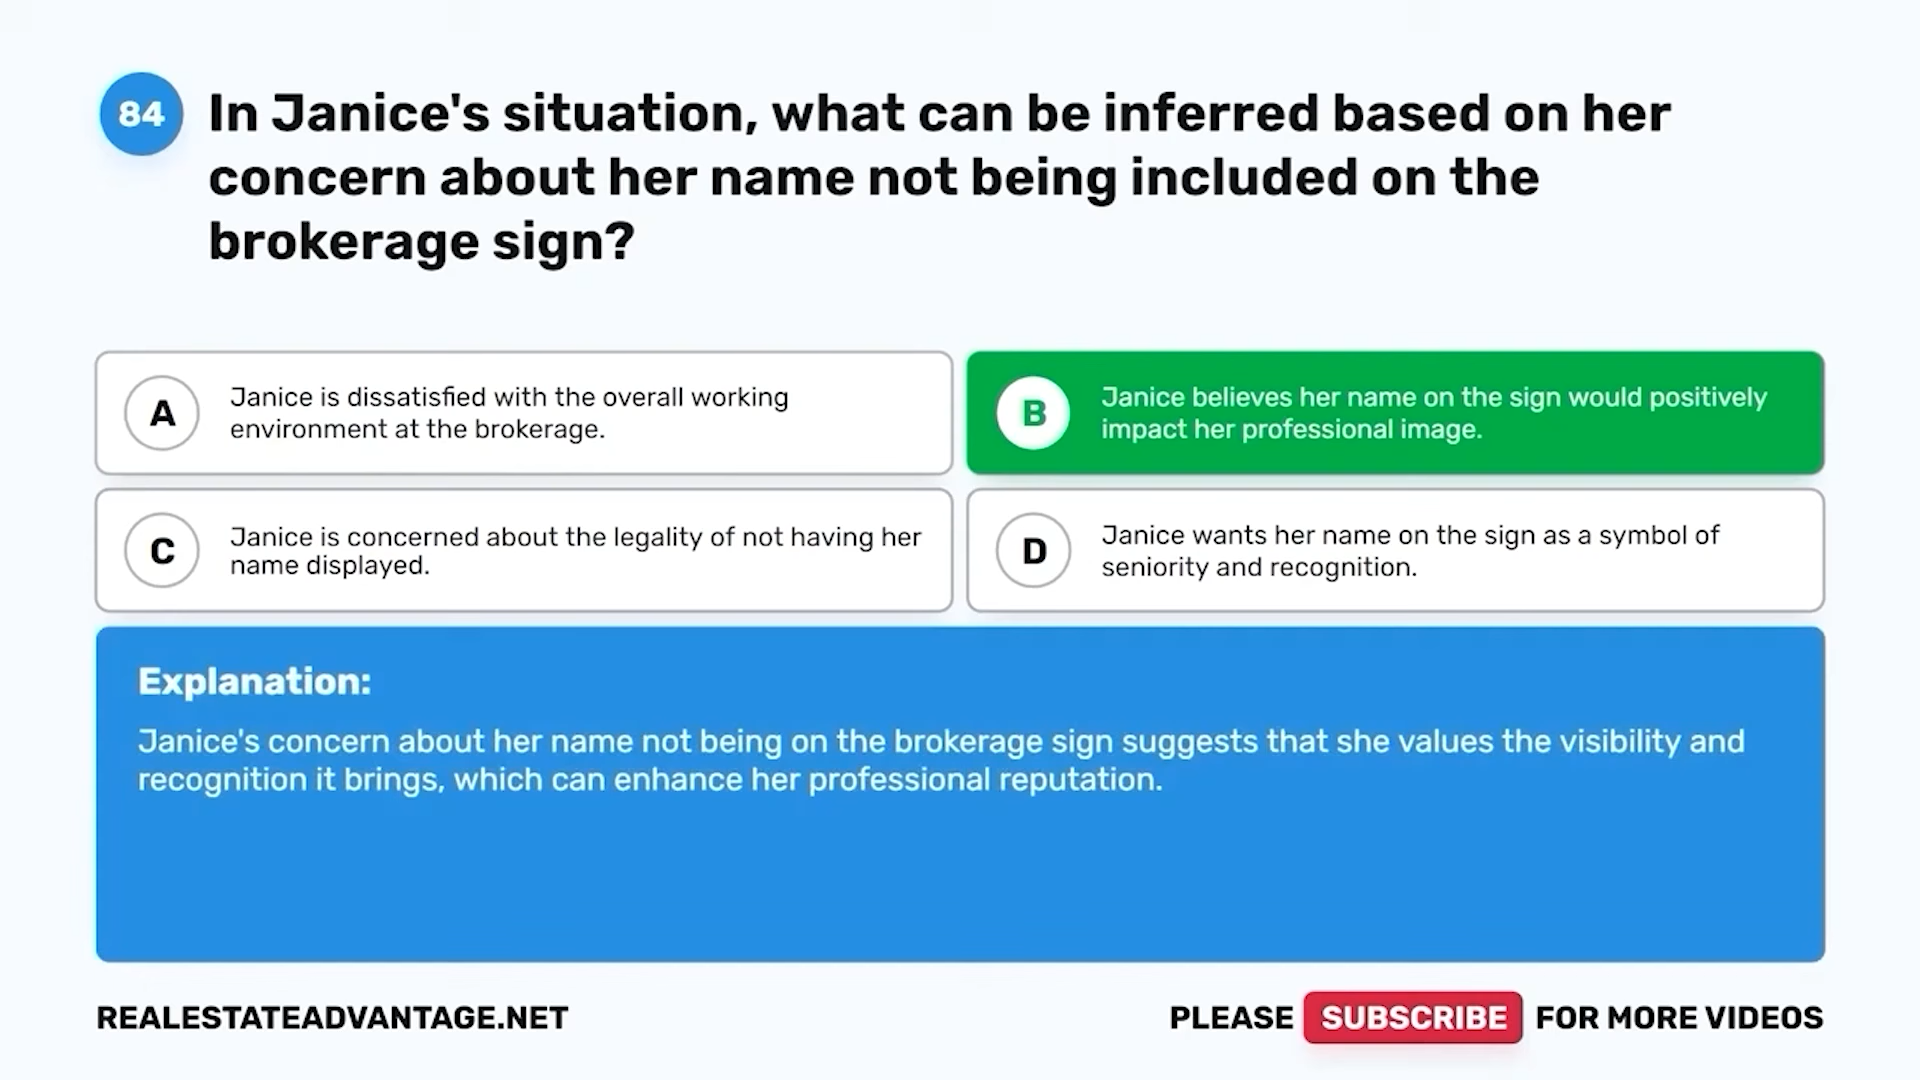 84
In Janice's situation, what can be inferred based on her
concern about her name not being included on the
brokerage sign?
A
Janice is dissatisfied with the overall working
environment at the brokerage.
B
Janice believes her name on the sign would positively
impact her professional image.
C
Janice is concerned about the legality of not having her
name displayed.
D
Janice wants her name on the sign as a symbol of
seniority and recognition.
Explanation:
Janice's concern about her name not being on the brokerage sign suggests that she values the visibility and
recognition it brings, which can enhance her professional reputation.
REALESTATEADVANTAGE.NET
PLEASE SUBSCRIBE FOR MORE VIDEOS